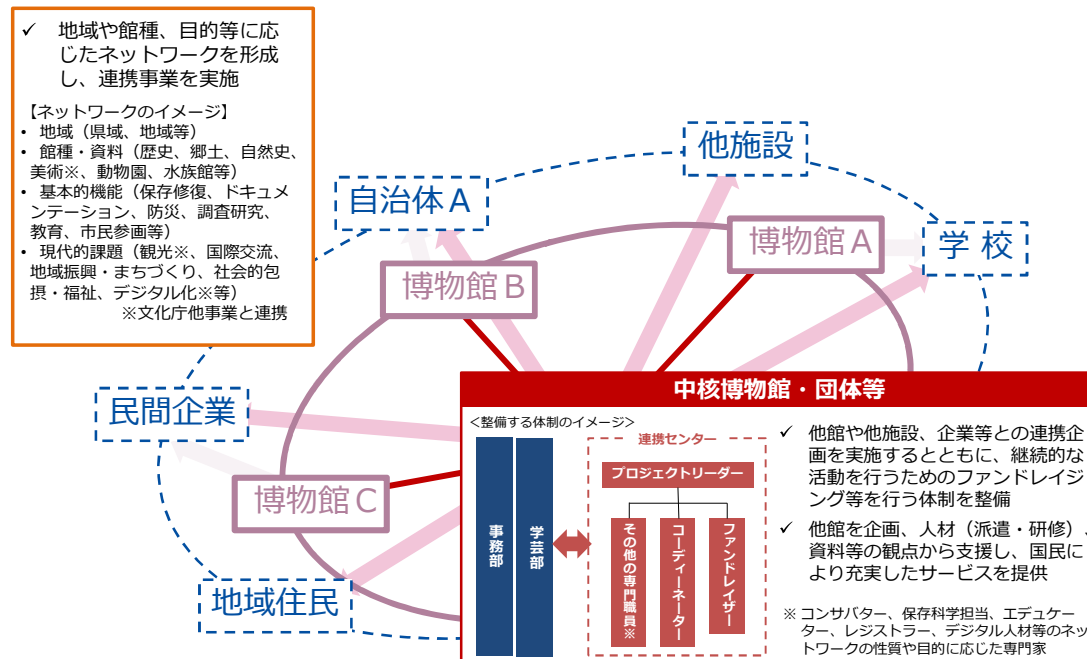 ✓ 地域や館種、目的等に応
じたネットワークを形成
し、連携事業を実施
【ネットワークのイメージ】
• 地域（県域、地域等）
• 館種・資料（歴史、郷土、自然史、
美術※、動物園、水族館等）
• 基本的機能（保存修復、ドキュメ
ンテーション、防災、調査研究、
教育、市民参画等）
• 現代的課題（観光※、国際交流、
地域振興・まちづくり、社会的包
摂・福祉、デジタル化※等）
※文化庁他事業と連携
他施設
自治体A
学 校
博物館A
博物館B
民間企業
博物館C
地域住民
中核博物館・団体等
<整備する体制のイメージ>
事務部
学芸部
連携センター
プロジェクトリーダー
その他の専門職員※
コーディーネーター
ファンドレイザー
✓ 他館や他施設、企業等との連携企
画を実施するとともに、継続的な
活動を行うためのファンドレイジ
ング等を行う体制を整備
✓ 他館を企画、人材（派遣・研修）、
資料等の観点から支援し、国民に
より充実したサービスを提供
※ コンサバター、保存科学担当、エデュケー
ター、レジストラー、デジタル人材等のネッ
トワークの性質や目的に応じた専門家